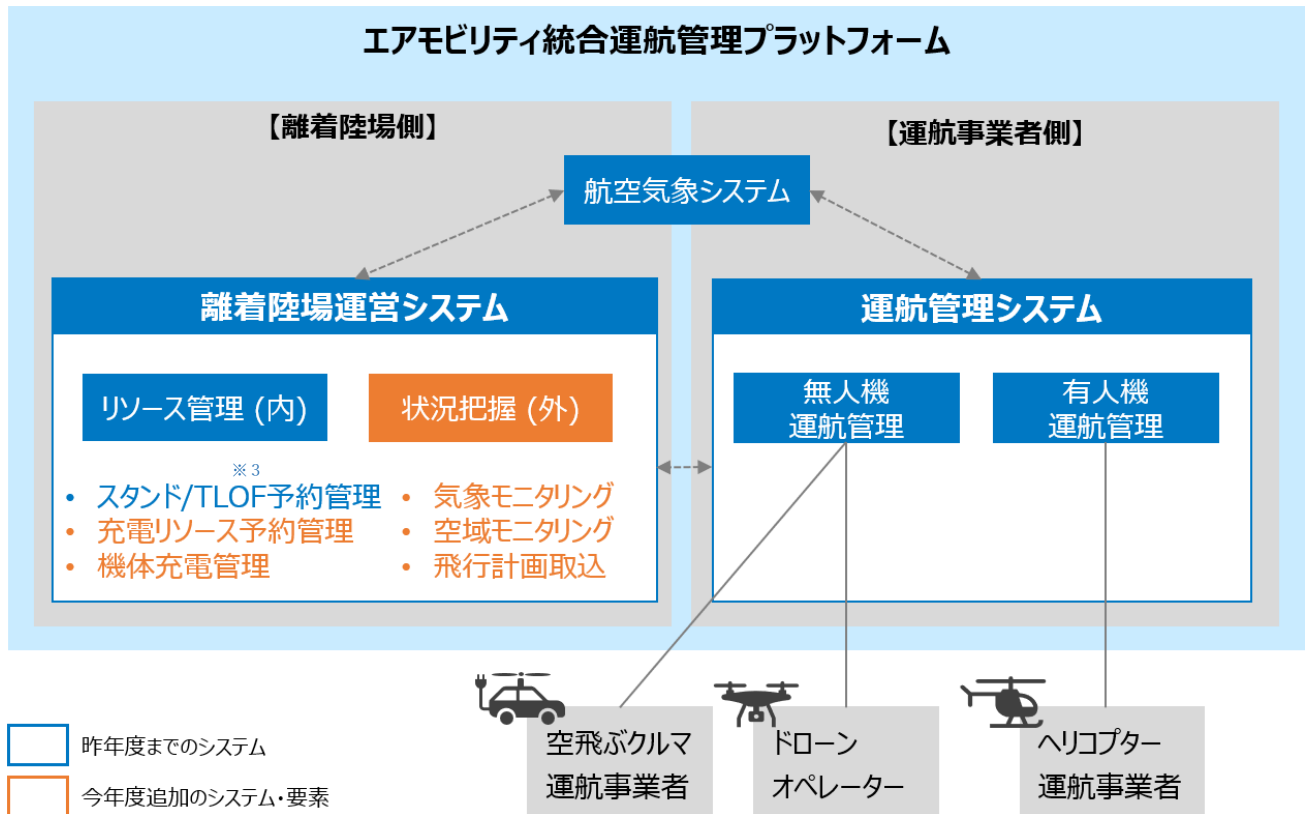 エアモビリティ統合運航管理プラットフォーム
【離着陸場側】
【運航事業者側】
航空気象システム
離着陸場運営システム
運航管理システム
リソース管理 (内)
状況把握 (外)
無人機
運航管理
有人機
運航管理
※3
• スタンド/TLOF予約管理
• 充電リソース予約管理
• 機体充電管理
• 気象モニタリング
• 空域モニタリング
• 飛行計画取込
空飛ぶクルマ
運航事業者
ドローン
オペレーター
ヘリコプター
運航事業者
昨年度までのシステム
今年度追加のシステム・要素